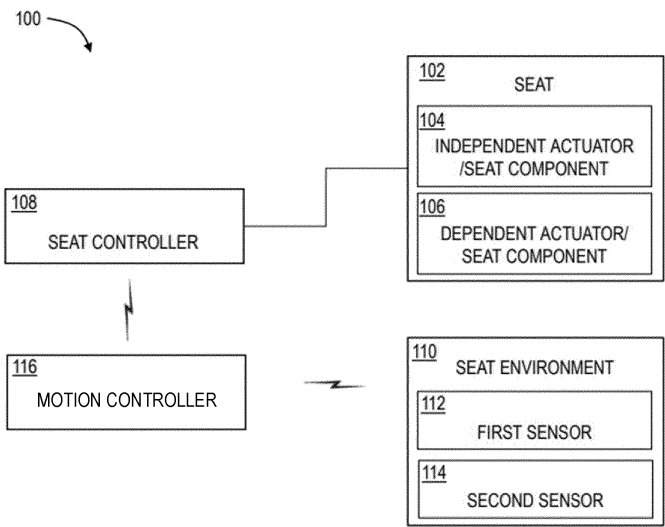 100
102
SEAT
104
INDEPENDENT ACTUATOR
/SEAT COMPONENT
106
DEPENDENT ACTUATOR/
SEAT COMPONENT
108
SEAT CONTROLLER
116
MOTION CONTROLLER
110
SEAT ENVIRONMENT
112
FIRST SENSOR
114
SECOND SENSOR